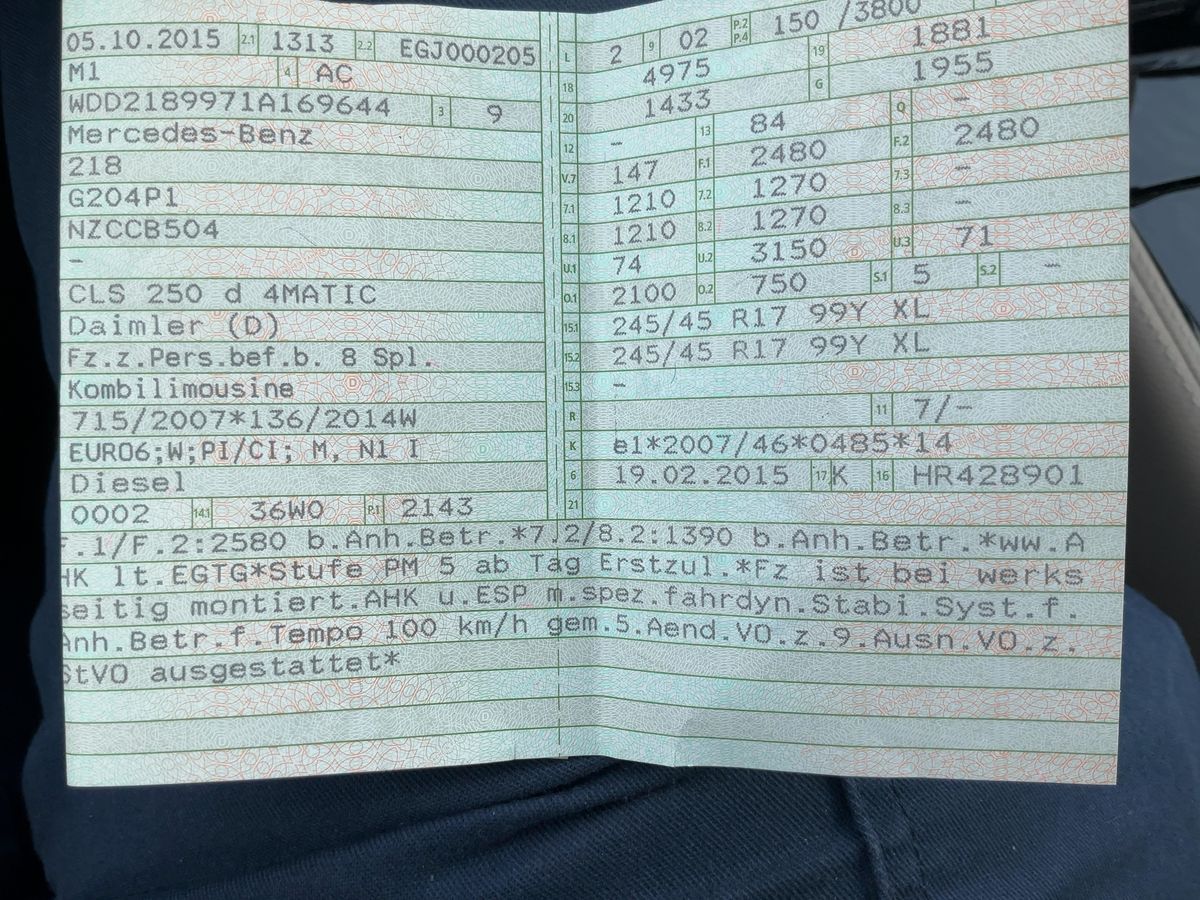 05.10.2015 2.1 1313 2.2 EGJ000205
M1 4 AC
WDD2189971A169644 3 9
Mercedes-Benz
218
G204P1
NZCCB504
–
CLS 250 d 4MATIC
Daimler (D)
Fz.z.Pers.bef.b. 8 Spl.
Kombilimousine
715/2007*136/2014W
EURO6;W;PI/CI; M, N1 I
Diesel
0002 14.1 36W0 P.1 2143
L 2 9 02 P.2 P.4 150 /3800
18 4975 19 1881
20 1433 G 1955
12 – 13 84 Q –
V.7 147 F.1 2480 F.2 2480
7.1 1210 7.2 1270 7.3 –
8.1 1210 8.2 1270 8.3 –
U.1 74 U.2 3150 U.3 71
O.1 2100 O.2 750 S.1 5 S.2 –
15.1 245/45 R17 99Y XL
15.2 245/45 R17 99Y XL
15.3 –
R 11 7/–
K e1*2007/46*0485*14
6 19.02.2015 17 K 16 HR428901
21
F.1/F.2:2580 b.Anh.Betr.*7.2/8.2:1390 b.Anh.Betr.*ww.A
HK lt.EGTG*Stufe PM 5 ab Tag Erstzul.*Fz ist bei werks
seitig montiert.AHK u.ESP m.spez.fahrdyn.Stabi.Syst.f.
Anh.Betr.f.Tempo 100 km/h gem.5.Aend.VO.z.9.Ausn.VO.z.
StVO ausgestattet*